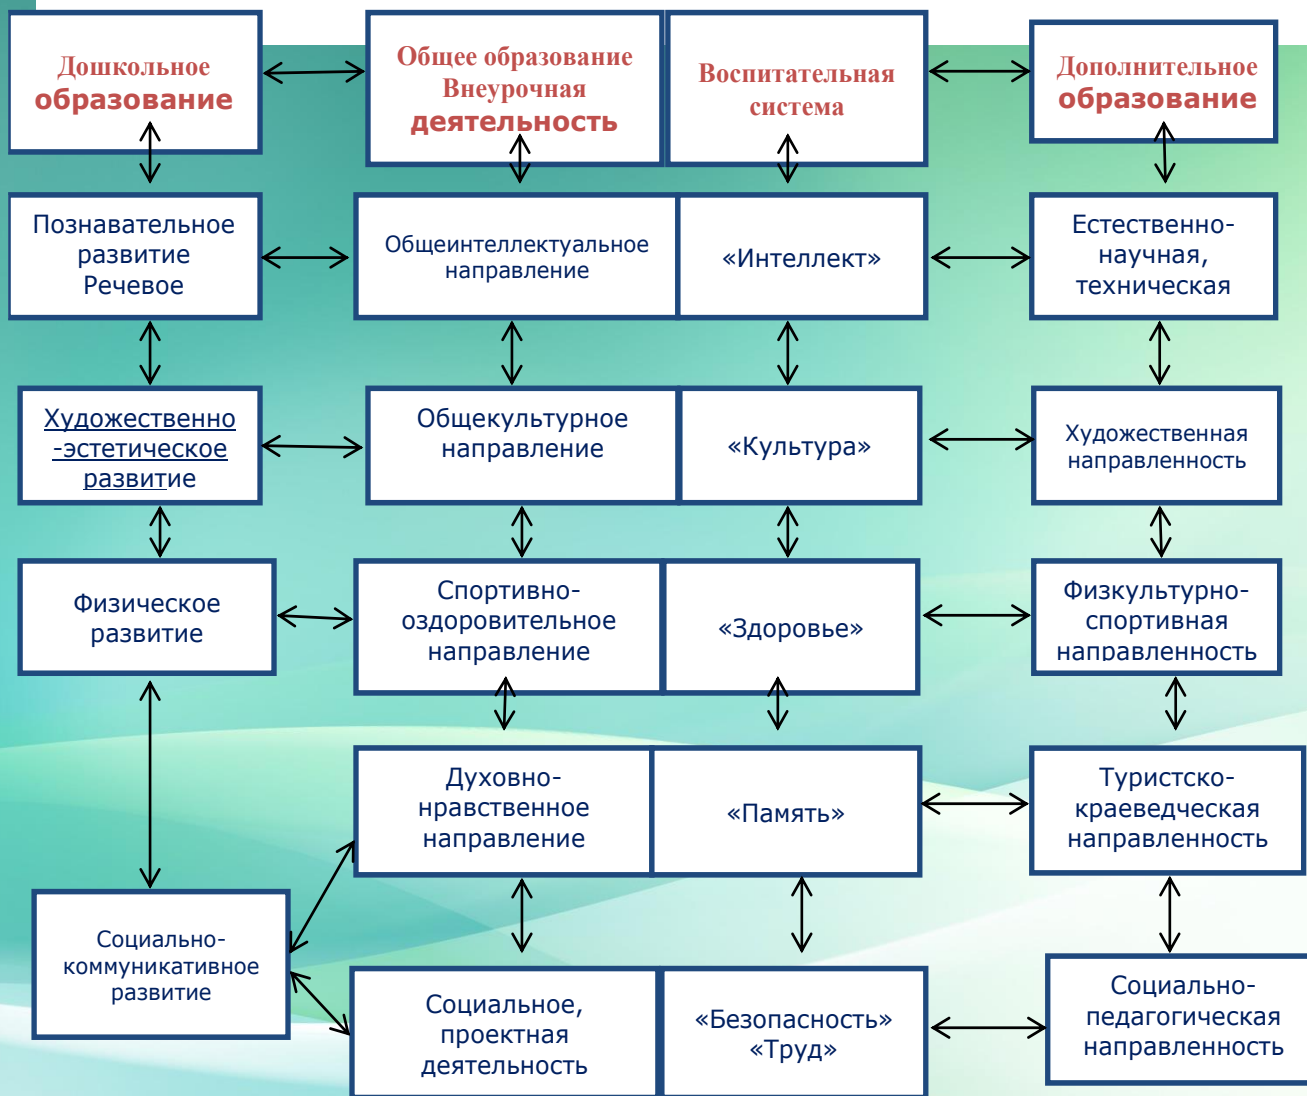 Дошкольное
образование
Общее образование
Внеурочная
деятельность
Воспитательная
система
Дополнительное
образование
Познавательное
развитие
Речевое
Общеинтеллектуальное
направление
«Интеллект»
Естественно-
научная,
техническая
Художественно
-эстетическое
развитие
Общекультурное
направление
«Культура»
Художественная
направленность
Физическое
развитие
Спортивно-
оздоровительное
направление
«Здоровье»
Физкультурно-
спортивная
направленность
Духовно-
нравственное
направление
«Память»
Туристско-
краеведческая
направленность
Социально-
коммуникативное
развитие
Социальное,
проектная
деятельность
«Безопасность»
«Труд»
Социально-
педагогическая
направленность